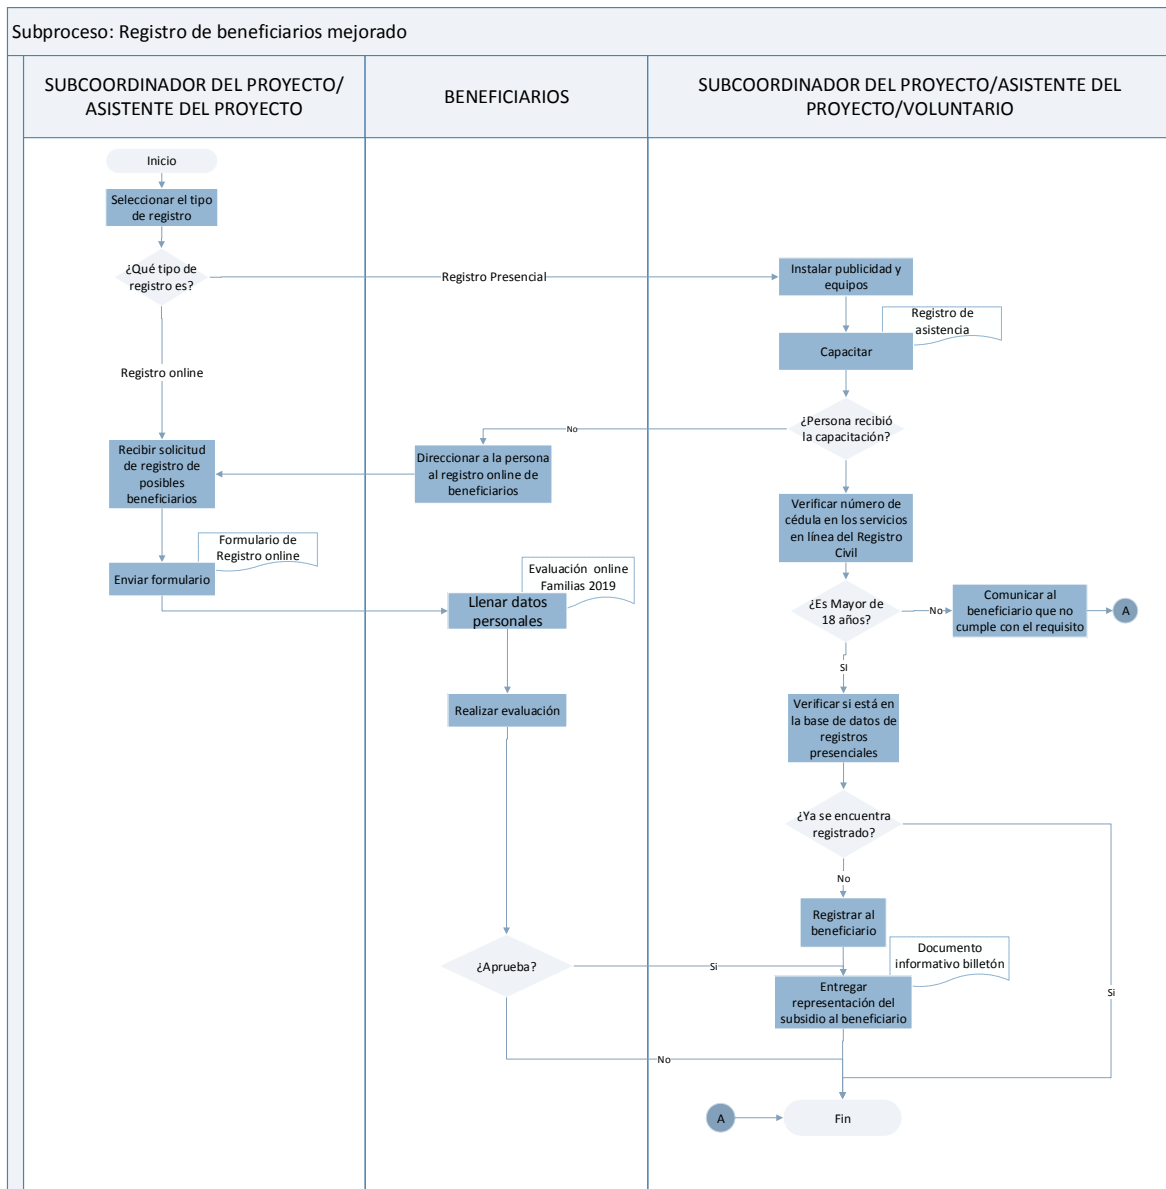 Subproceso: Registro de beneficiarios mejorado
SUBCOORDINADOR DEL PROYECTO/
ASISTENTE DEL PROYECTO
BENEFICIARIOS
SUBCOORDINADOR DEL PROYECTO/ASISTENTE DEL
PROYECTO/VOLUNTARIO
Inicio
Seleccionar el tipo
de registro
¿Qué tipo de
registro es?
Registro Presencial
Instalar publicidad y
equipos
Registro de
asistencia
Capacitar
Registro online
¿Persona recibió
la capacitación?
No
Recibir solicitud
de registro de
posibles
beneficiarios
Direccionar a la persona
al registro online de
beneficiarios
Verificar número de
cédula en los servicios
en línea del Registro
Civil
Formulario de
Registro online
Enviar formulario
Evaluación online
Familias 2019
Llenar datos
personales
¿Es Mayor de
18 años?
No
Comunicar al
beneficiario que no
cumple con el requisito
A
SI
Realizar evaluación
Verificar si está en
la base de datos de
registros
presenciales
¿Ya se encuentra
registrado?
No
Registrar al
beneficiario
Documento
informativo billetón
¿Aprueba?
Si
Entregar
representación del
subsidio al beneficiario
Si
No
A
Fin